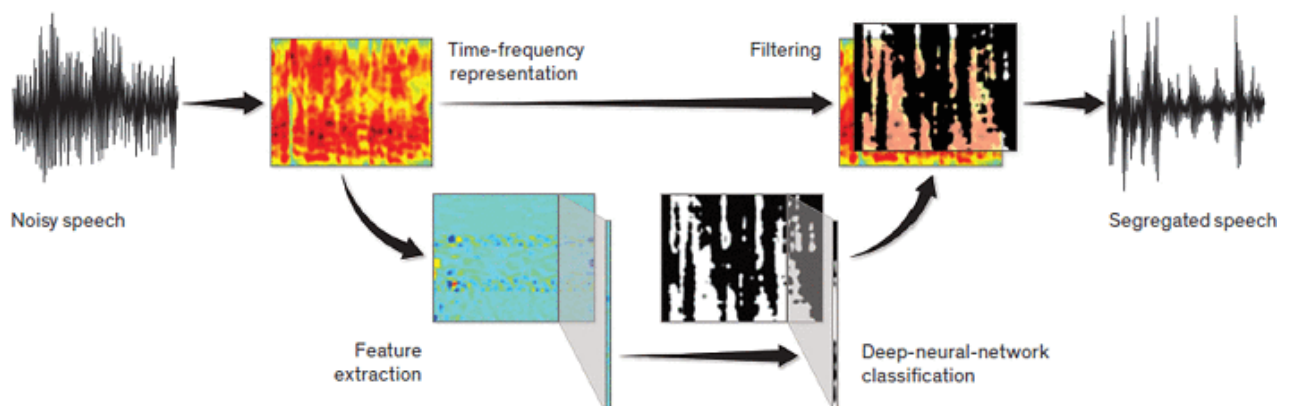 Time-frequency
representation
Filtering
Noisy speech
Segregated speech
Feature
extraction
Deep-neural-network
classification